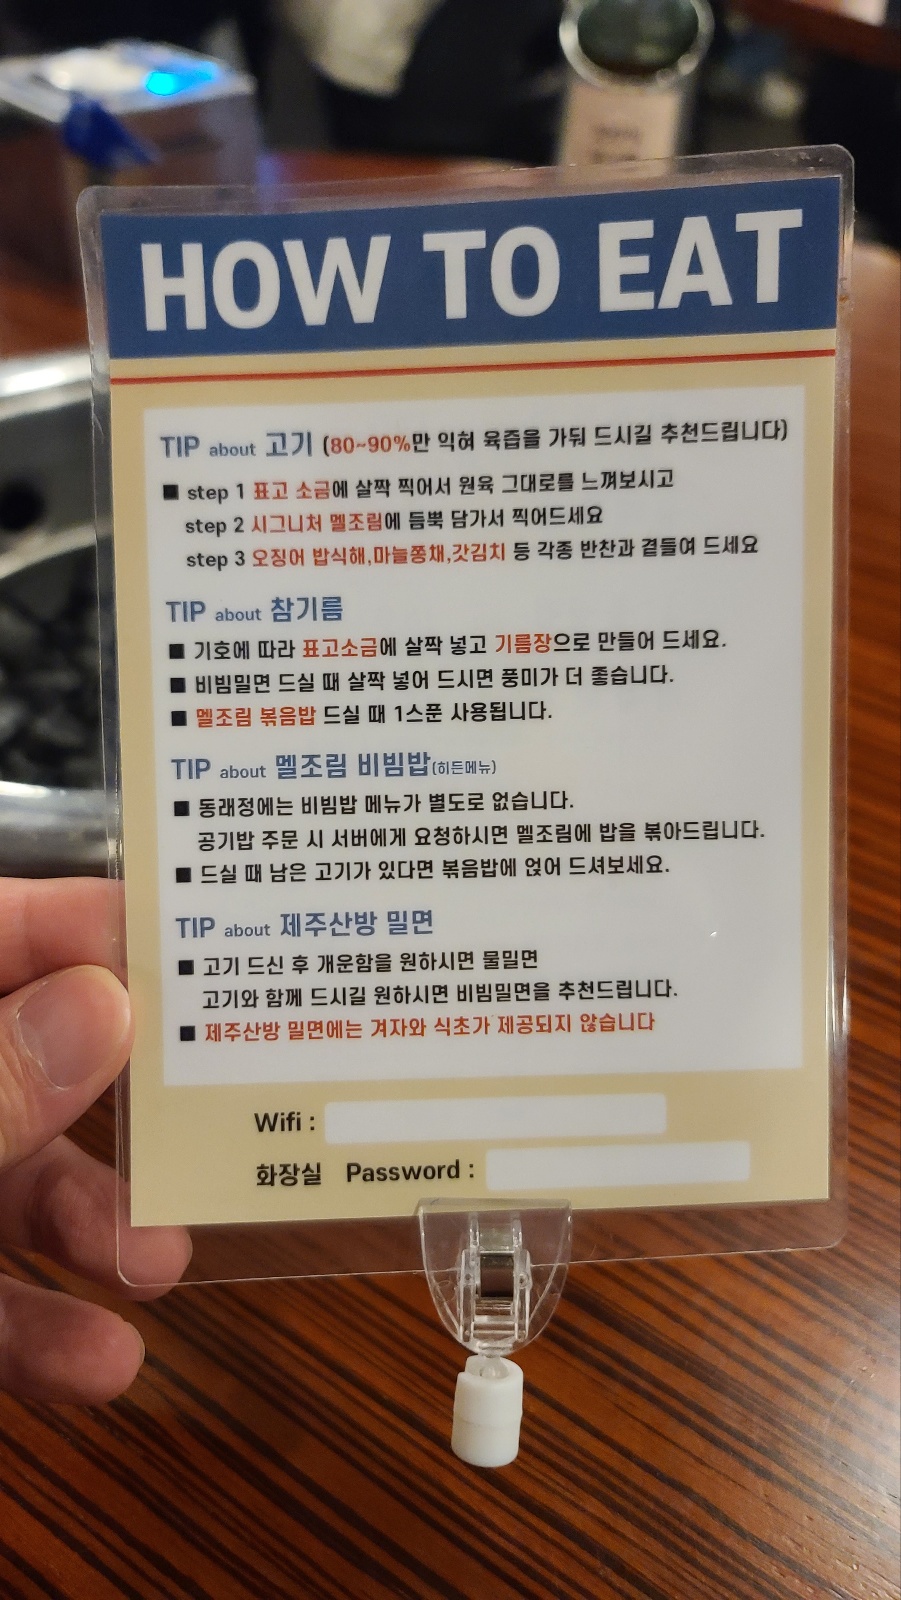 HOW TO EAT
TIP about 고기 (80~90%만 익혀 육즙을 가둬 드시길 추천드립니다)
■ step 1 표고 소금에 살짝 찍어서 원육 그대로를 느껴보시고
step 2 시그니처 멜조림에 듬뿍 담가서 찍어드세요
step 3 오징어 밥식해,마늘쫑채,갓김치 등 각종 반찬과 곁들여 드세요
TIP about 참기름
■ 기호에 따라 표고소금에 살짝 넣고 기름장으로 만들어 드세요.
■ 비빔밀면 드실 때 살짝 넣어 드시면 풍미가 더 좋습니다.
■ 멜조림 볶음밥 드실 때 1스푼 사용됩니다.
TIP about 멜조림 비빔밥(히든메뉴)
■ 동래정에는 비빔밥 메뉴가 별도로 없습니다.
공기밥 주문 시 서버에게 요청하시면 멜조림에 밥을 볶아드립니다.
■ 드실 때 남은 고기가 있다면 볶음밥에 얹어 드셔보세요.
TIP about 제주산방 밀면
■ 고기 드신 후 개운함을 원하시면 물밀면
고기와 함께 드시길 원하시면 비빔밀면을 추천드립니다.
■ 제주산방 밀면에는 겨자와 식초가 제공되지 않습니다
Wifi :
화장실 Password :